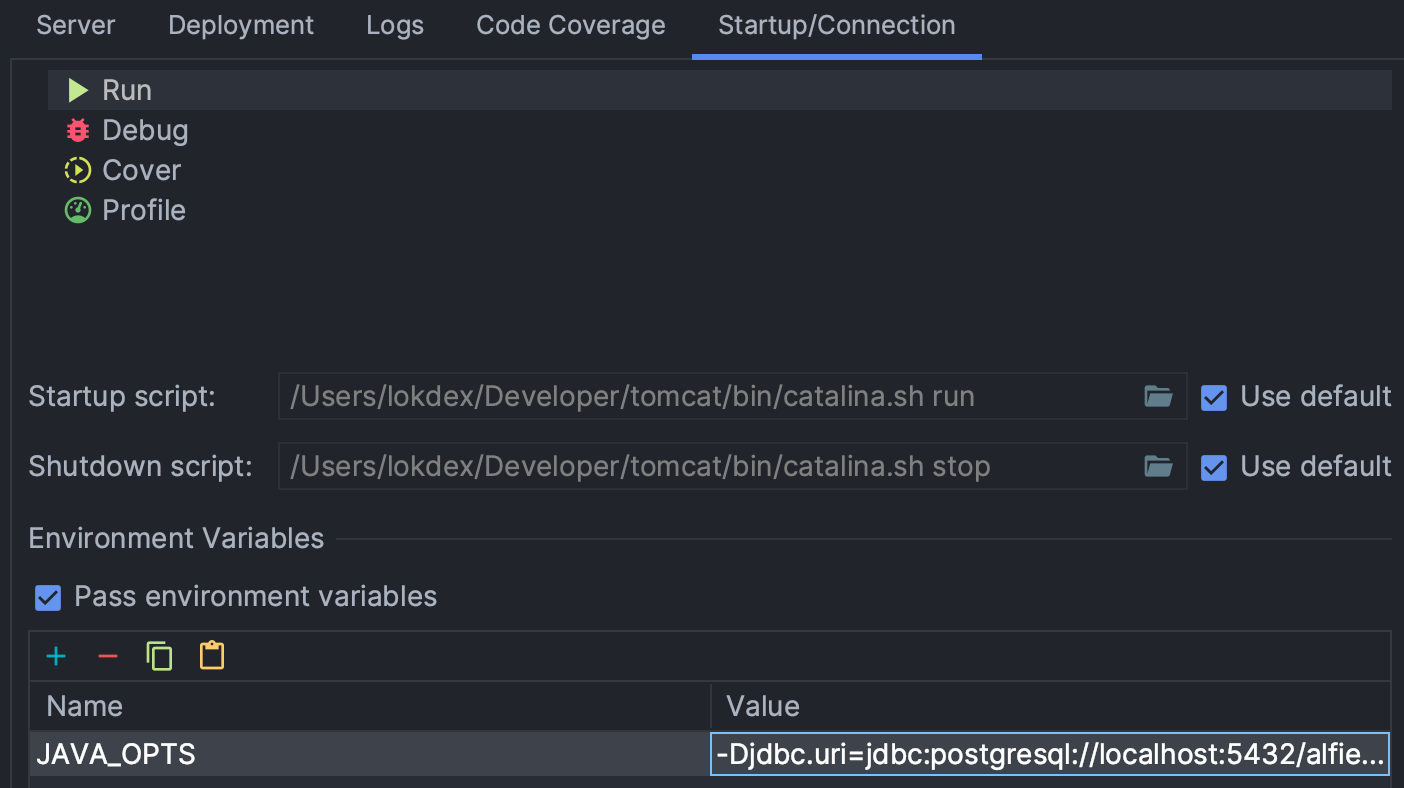 Server Deployment Logs Code Coverage Startup/Connection
Run
Debug
Cover
Profile
Startup script: /Users/lokdex/Developer/tomcat/bin/catalina.sh run Use default
Shutdown script: /Users/lokdex/Developer/tomcat/bin/catalina.sh stop Use default
Environment Variables
Pass environment variables
Name Value
JAVA_OPTS -Djdbc.uri=jdbc:postgresql://localhost:5432/alfie...